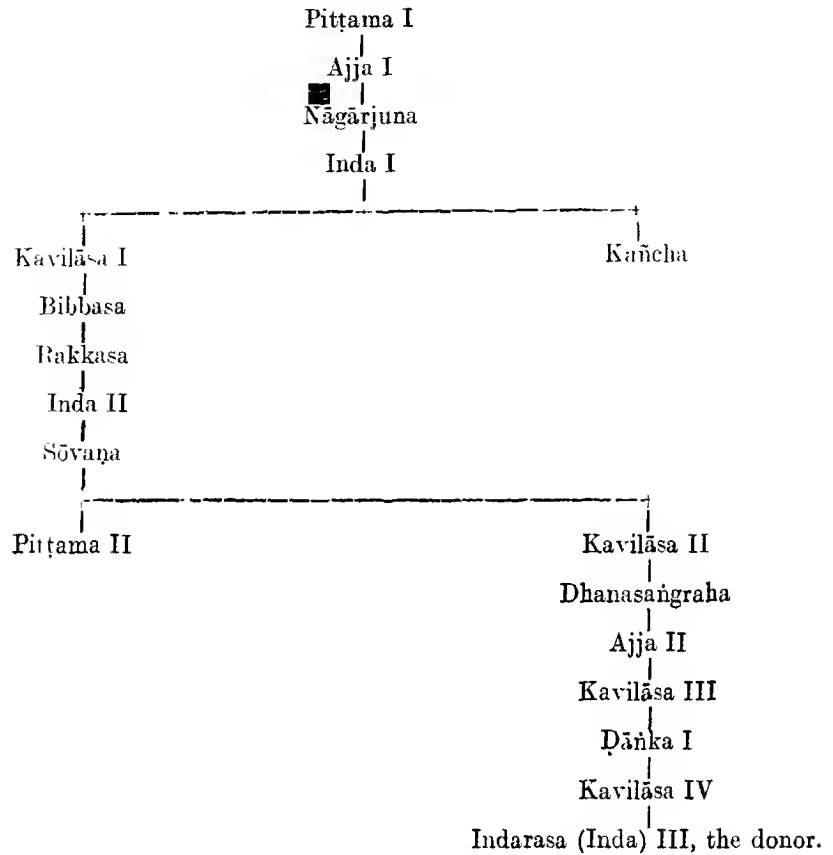 Piṭṭama I
Ajja I
Nāgārjuna
Inda I
Kavilāsa I Kañcha
Bibbasa
Rakkasa
Inda II
Sōvaṇa
Piṭṭama II Kavilāsa II
Dhanasaṅgraha
Ajja II
Kavilāsa III
Ḍāṅka I
Kavilāsa IV
Indarasa (Inda) III, the donor.